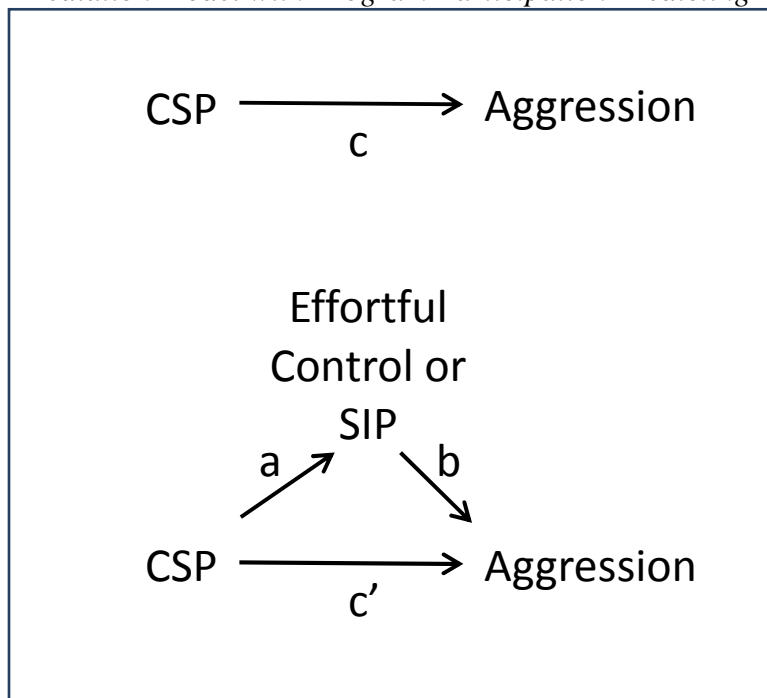 CSP Aggression
c
Effortful
Control or
SIP
a b
CSP Aggression
c’